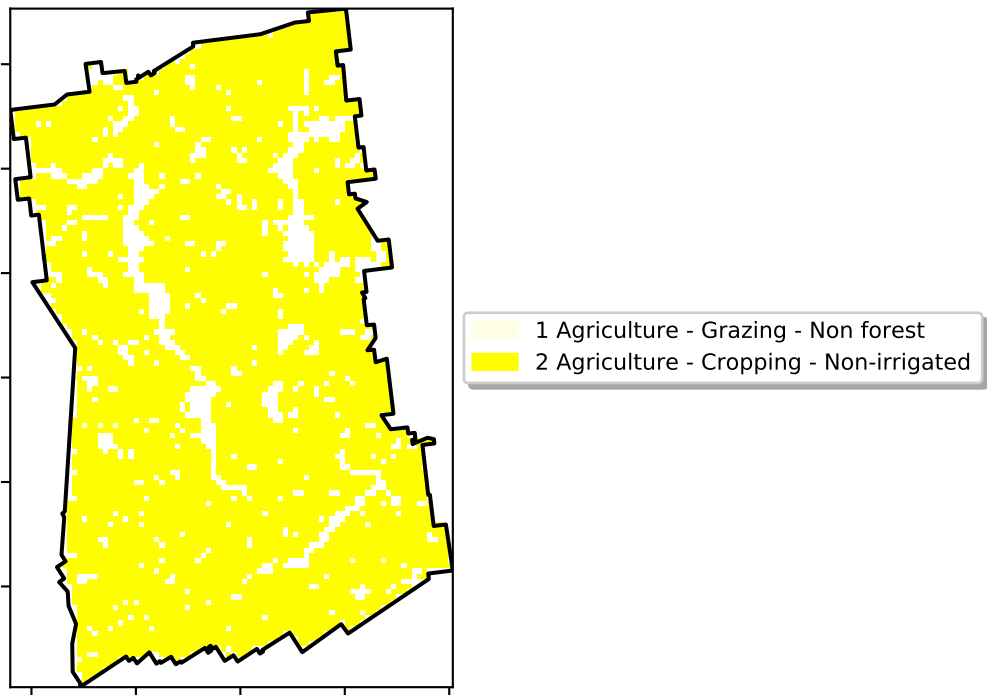 1 Agriculture - Grazing - Non forest
2 Agriculture - Cropping - Non-irrigated